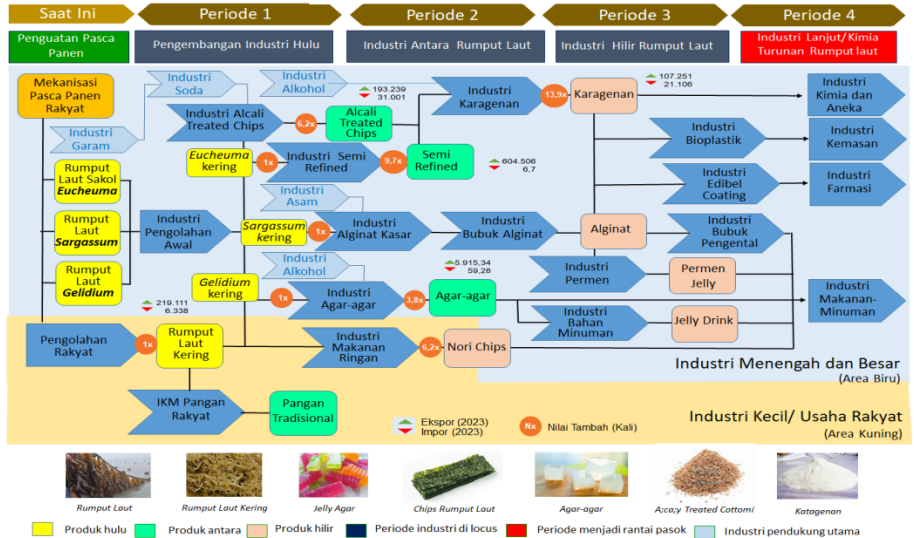 Saat Ini
Periode 1
Periode 2
Periode 3
Periode 4
Penguatan Pasca
Panen
Pengembangan Industri Hulu
Industri Antara Rumput Laut
Industri Hilir Rumput Laut
Industri Lanjut/Kimia
Turunan Rumput laut
Mekanisasi
Pasca Panen
Rakyat
Industri
Soda
Industri
Alkohol
193.239
31.001
Industri
Karagenan
13,9x
Karagenan
107.251
21.106
Industri
Kimia dan
Aneka
Industri
Garam
Industri Alcali
Treated Chips
6,2x
Alcali
Treated
Chips
Industri
Bioplastik
Industri
Kemasan
Eucheuma
kering
1x
Industri Semi
Refined
9,7x
Semi
Refined
604.506
6,7
Rumput
Laut Sakol
Eucheuma
Industri
Asam
Industri
Edibel
Coating
Industri
Farmasi
Rumput
Laut
Sargassum
Industri
Pengolahan
Awal
Sargassum
kering
1x
Industri
Alginat Kasar
Industri
Bubuk Alginat
Alginat
Industri
Bubuk
Pengental
Rumput
Laut
Gelidium
Industri
Alkohol
5.915,34
59,28
Industri
Permen
Permen
Jelly
Gelidium
kering
1x
Industri
Agar-agar
3,8x
Agar-agar
Industri
Makanan-
Minuman
219.111
6.338
Industri
Bahan
Minuman
Jelly Drink
Pengolahan
Rakyat
1x
Rumput
Laut
Kering
Industri
Makanan
Ringan
6,2x
Nori Chips
Industri Menengah dan Besar
(Area Biru)
IKM Pangan
Rakyat
Pangan
Tradisional
Ekspor (2023)
Impor (2023)
Nx
Nilai Tambah (Kali)
Industri Kecil/ Usaha Rakyat
(Area Kuning)
Rumput Laut
Rumput Laut Kering
Jelly Agar
Chips Rumput Laut
Agar-agar
A;ca;y Treated Cottomi
Katagenan
Produk hulu
Produk antara
Produk hilir
Periode industri di locus
Periode menjadi rantai pasok
Industri pendukung utama